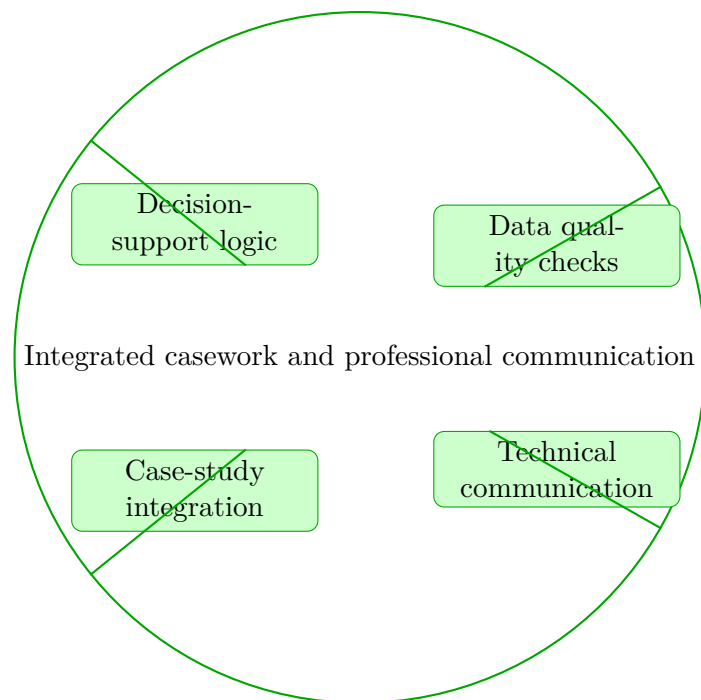 Decision-
support logic
Data qual-
ity checks
Integrated casework and professional communication
Case-study
integration
Technical
communication